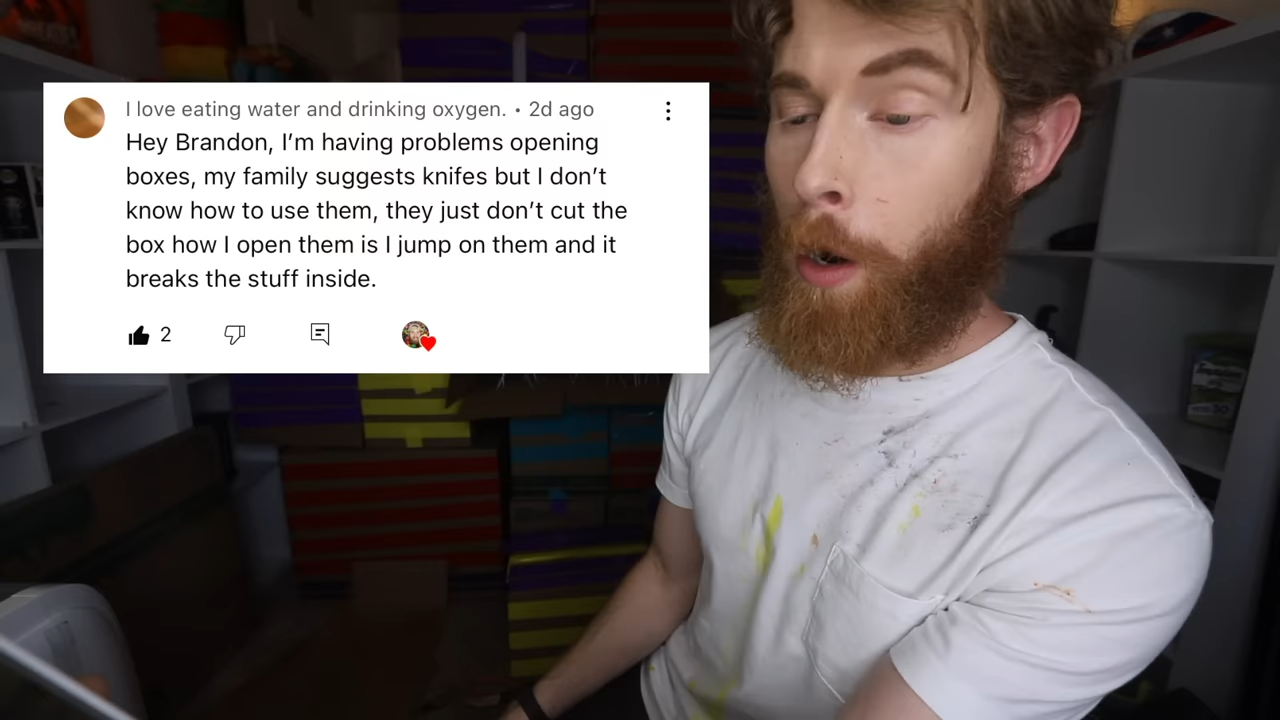 I love eating water and drinking oxygen. • 2d ago
Hey Brandon, I’m having problems opening
boxes, my family suggests knifes but I don’t
know how to use them, they just don’t cut the
box how I open them is I jump on them and it
breaks the stuff inside.
2